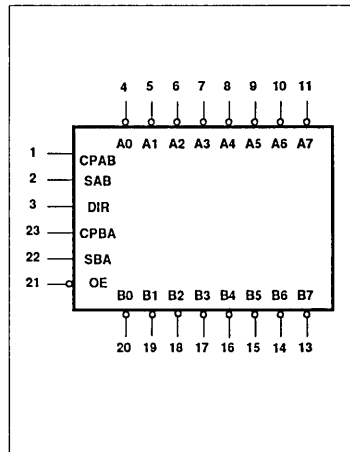 4 5 6 7 8 9 10 11
A0 A1 A2 A3 A4 A5 A6 A7
1 CPAB
2 SAB
3 DIR
23 CPBA
22 SBA
21 OE
B0 B1 B2 B3 B4 B5 B6 B7
20 19 18 17 16 15 14 13